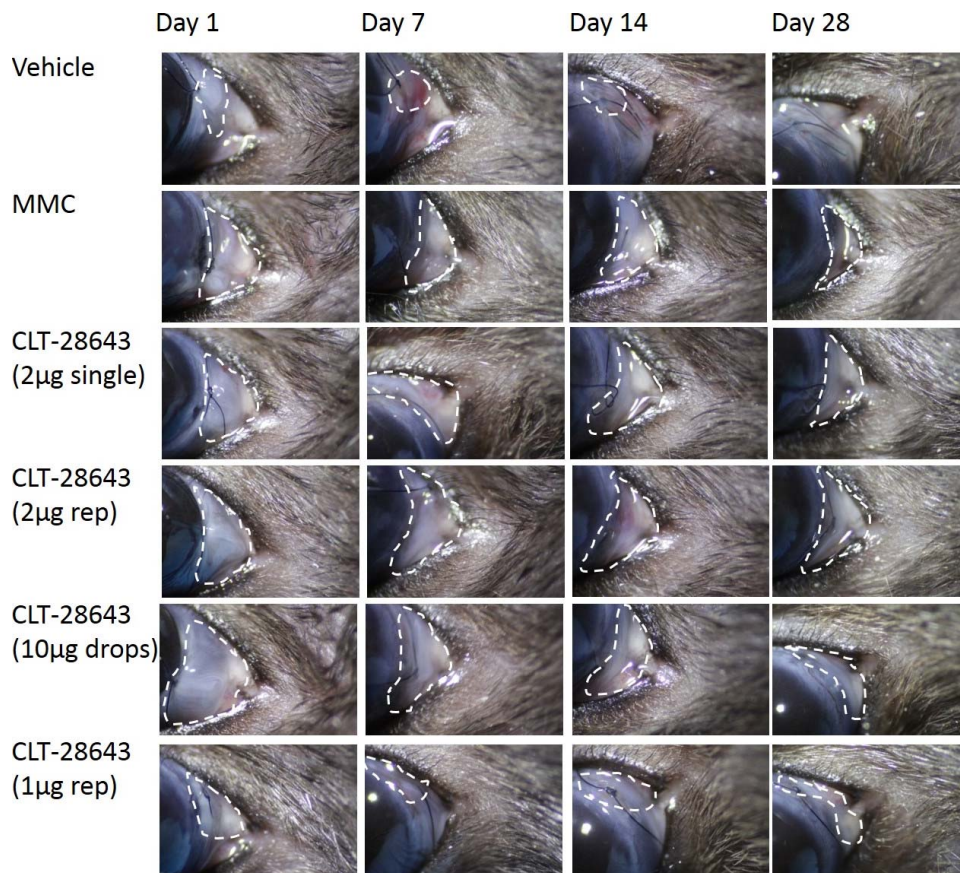 Day 1 Day 7 Day 14 Day 28
Vehicle
MMC
CLT-28643
(2µg single)
CLT-28643
(2µg rep)
CLT-28643
(10µg drops)
CLT-28643
(1µg rep)